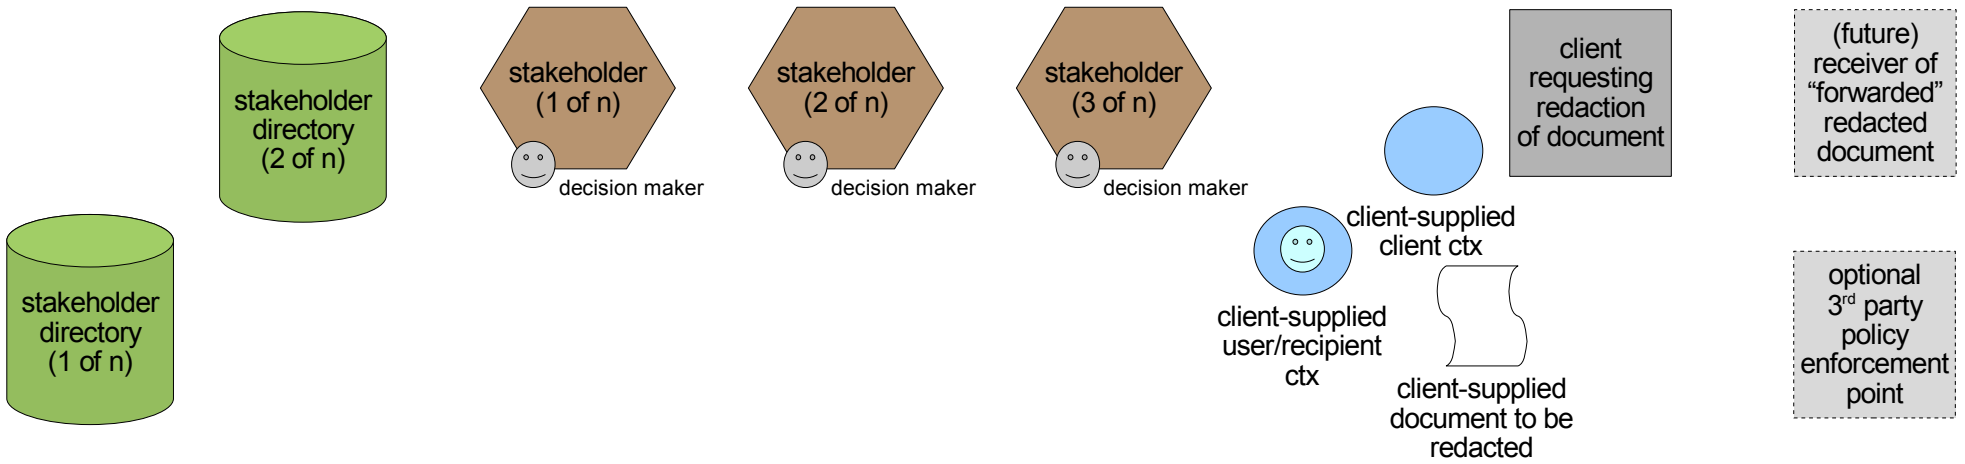 stakeholder
directory
(1 of n)
stakeholder
directory
(2 of n)
stakeholder
(1 of n)
decision maker
stakeholder
(2 of n)
decision maker
stakeholder
(3 of n)
decision maker
client-supplied
user/recipient
ctx
client-supplied
client ctx
client-supplied
document to be
redacted
client
requesting
redaction
of document
(future)
receiver of
“forwarded”
redacted
document
optional
3rd party
policy
enforcement
point